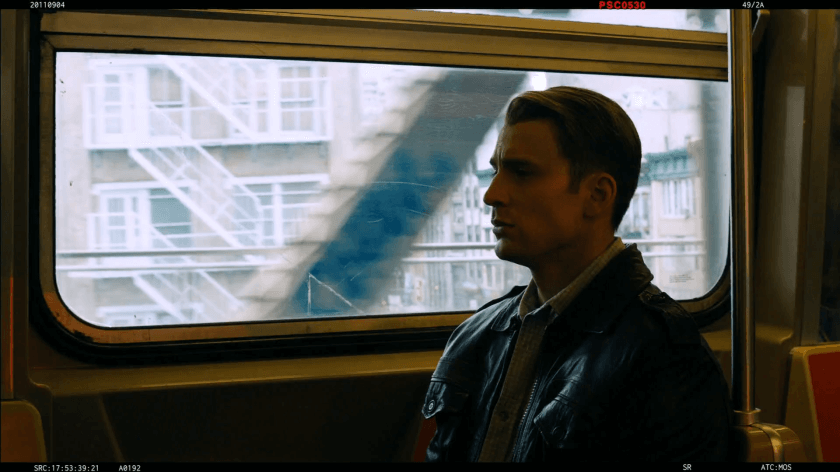 20110904 PSC0530 49/2A
SRC:17:53:39:21 A0192 SR ATC:MOS